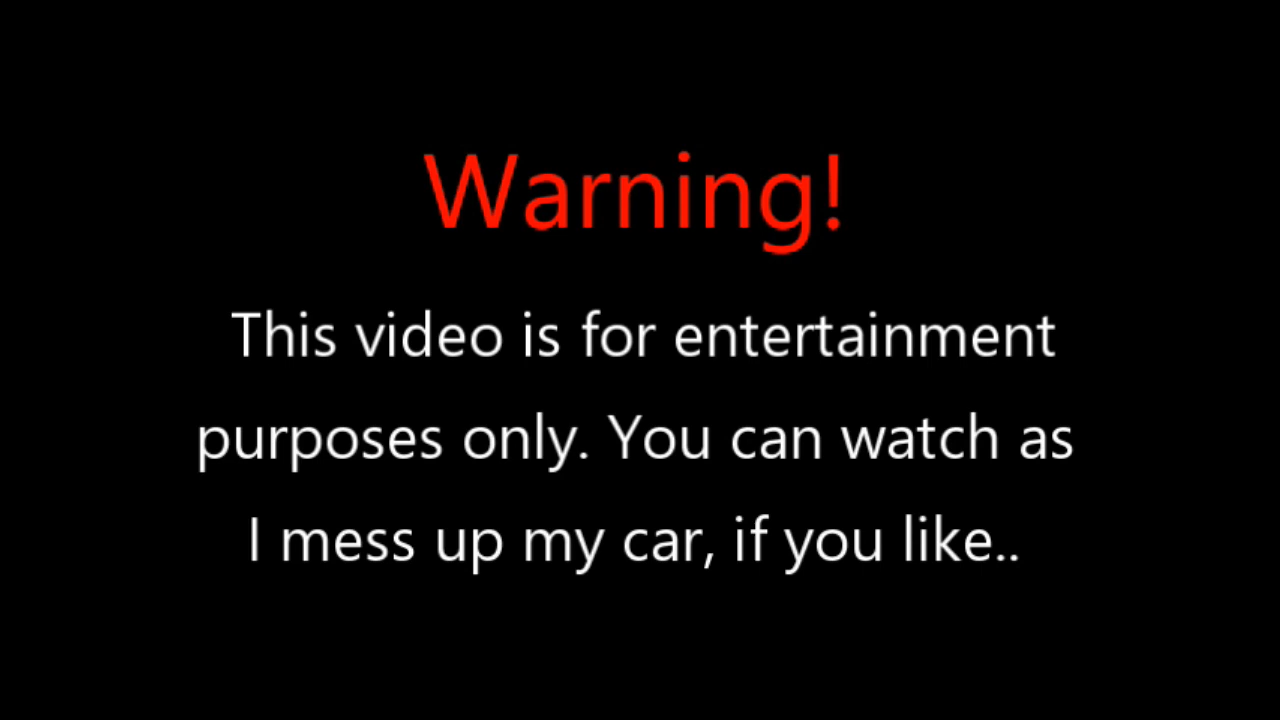 Warning!
This video is for entertainment
purposes only. You can watch as
I mess up my car, if you like..